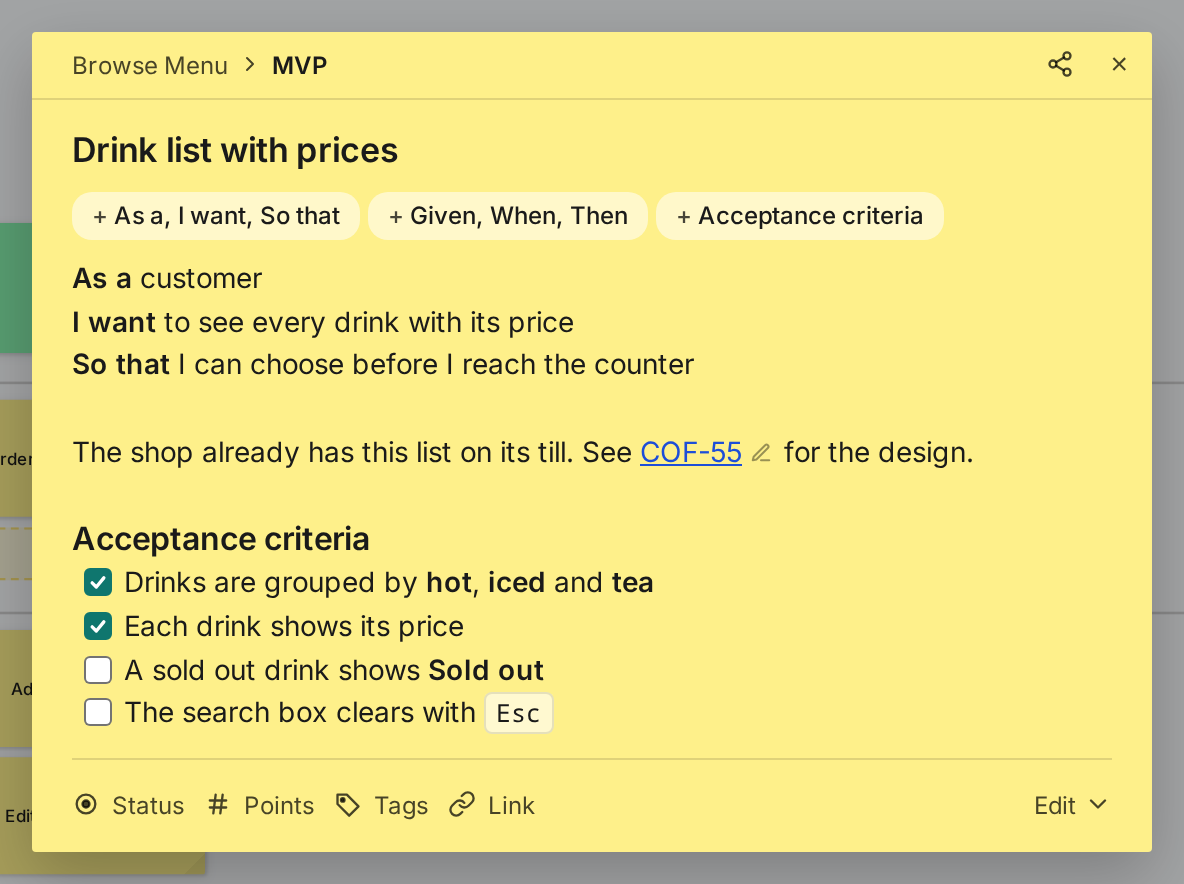 Browse Menu > MVP
Drink list with prices
+ As a, I want, So that
+ Given, When, Then
+ Acceptance criteria
As a customer
I want to see every drink with its price
So that I can choose before I reach the counter
The shop already has this list on its till. See COF-55 for the design.
Acceptance criteria
Drinks are grouped by hot, iced and tea
Each drink shows its price
A sold out drink shows Sold out
The search box clears with Esc
Status # Points Tags Link Edit